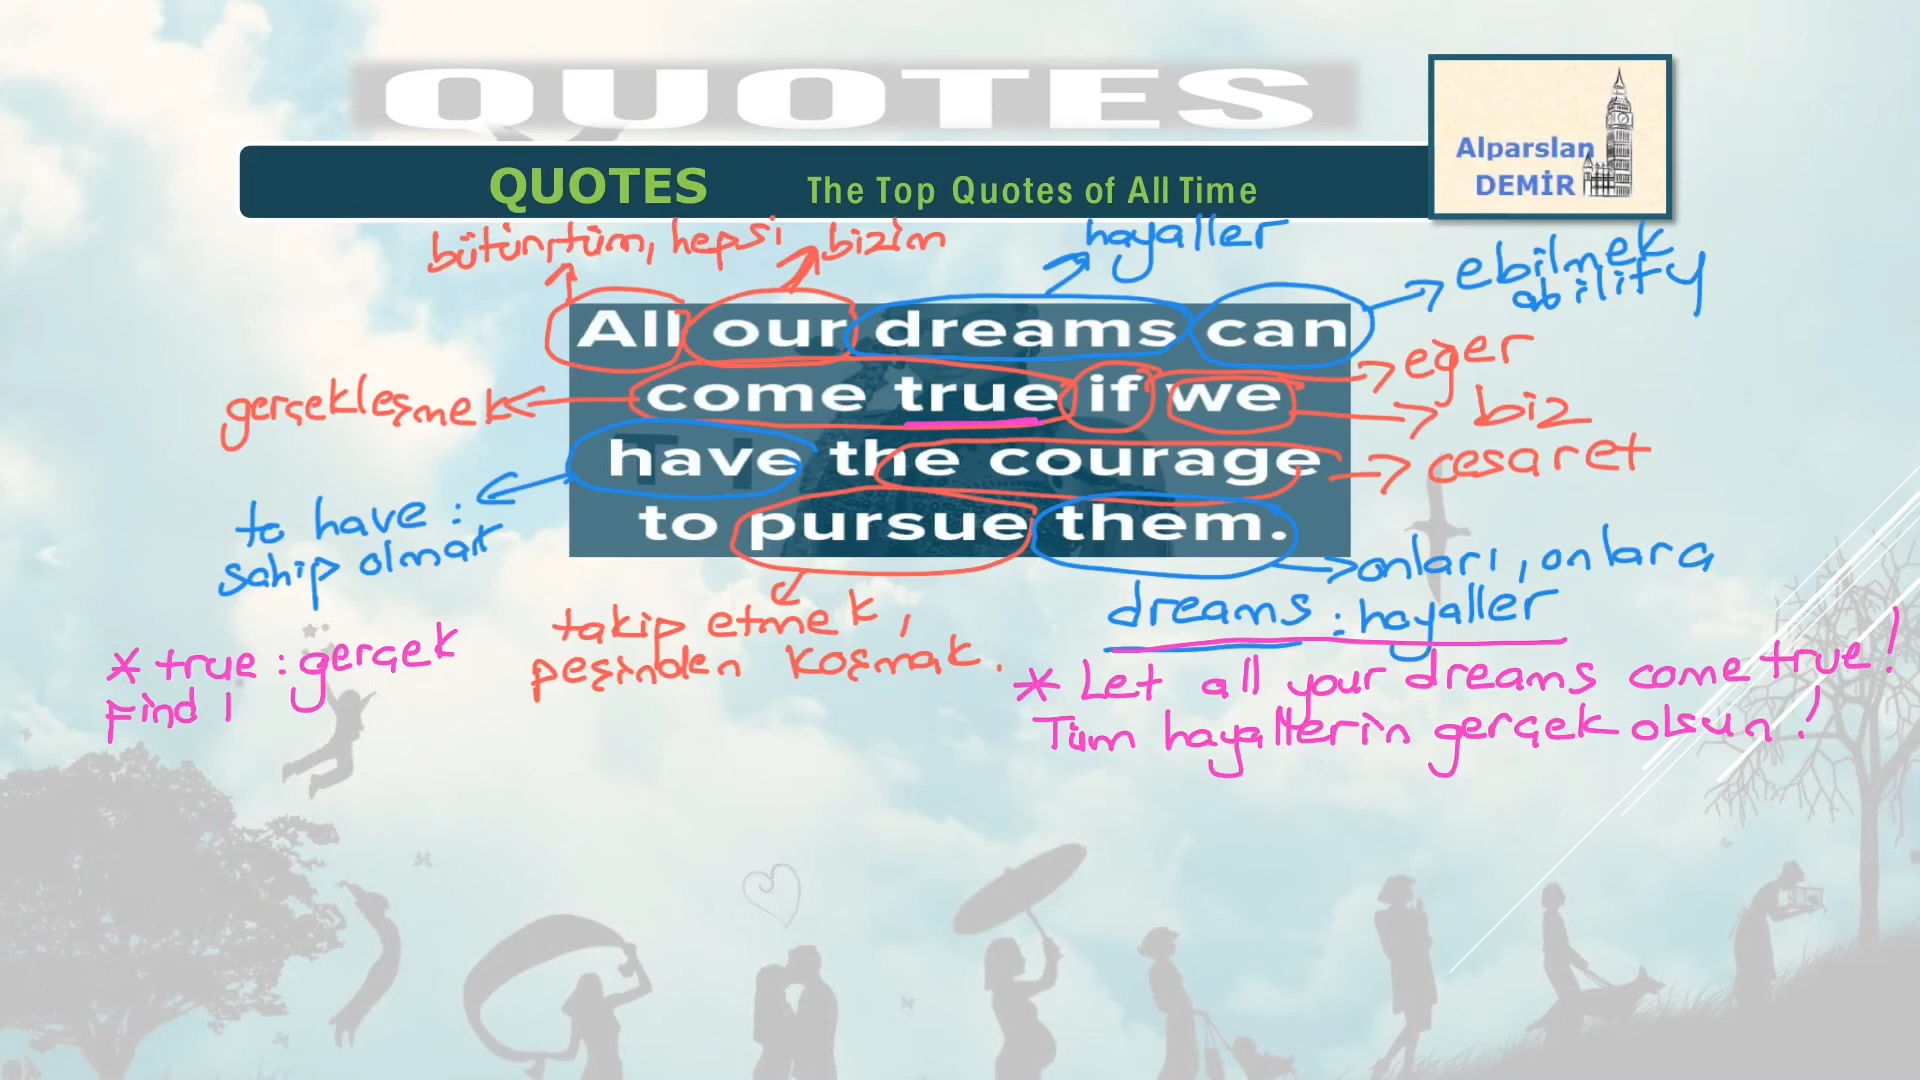 QUOTES
Alparslan
DEMİR
QUOTES The Top Quotes of All Time
bütün,tüm, hepsi
bizim
hayaller
ebilmek
ability
All our dreams can
eğer
come true if we
gerçekleşmek
biz
have the courage
cesaret
to have :
sahip olmak
to pursue them.
onları, onlara
takip etmek,
peşinden koşmak.
dreams : hayaller
* true : gerçek
Find 1
* Let all your dreams come true!
Tüm hayallerin gerçek olsun!